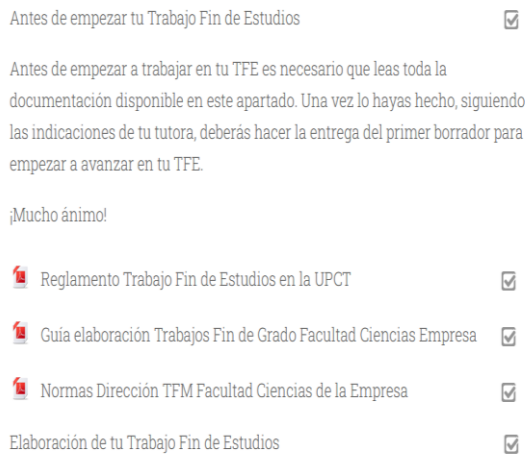 Antes de empezar tu Trabajo Fin de Estudios
Antes de empezar a trabajar en tu TFE es necesario que leas toda la
documentación disponible en este apartado. Una vez lo hayas hecho, siguiendo
las indicaciones de tu tutora, deberás hacer la entrega del primer borrador para
empezar a avanzar en tu TFE.
¡Mucho ánimo!
Reglamento Trabajo Fin de Estudios en la UPCT
Guía elaboración Trabajos Fin de Grado Facultad Ciencias Empresa
Normas Dirección TFM Facultad Ciencias de la Empresa
Elaboración de tu Trabajo Fin de Estudios